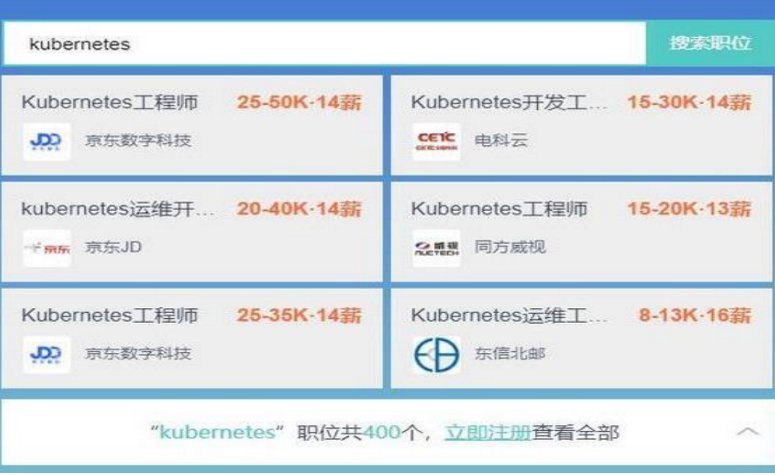 kubernetes
搜索职位
Kubernetes工程师 25-50K·14薪
JDD 京东数字科技
Kubernetes开发工... 15-30K·14薪
CETC 电科云
kubernetes运维开... 20-40K·14薪
京东 京东JD
Kubernetes工程师 15-20K·13薪
威视 NUCTECH 同方威视
Kubernetes工程师 25-35K·14薪
JDD 京东数字科技
Kubernetes运维工... 8-13K·16薪
东信北邮
“kubernetes”职位共400个，立即注册查看全部